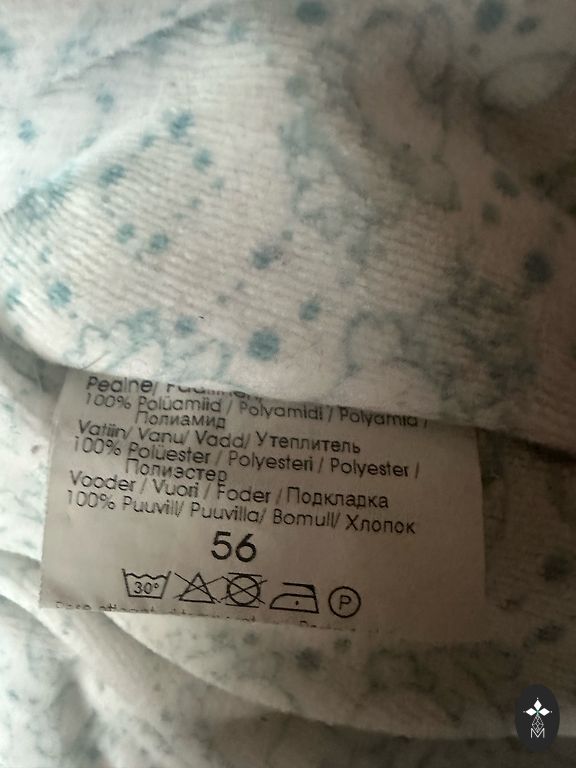 Pealne/
100% Polüamiid / Polyamidi / Polyamid /
Полиамид
Vatiin/ Vanu/ Vadd/ Утеплитель
100% Polüester / Polyesteri / Polyester /
Полиэстер
Vooder / Vuori / Foder / Подкладка
100% Puuvill/ Puuvilla/ Bomull/ Хлопок
56
30° P